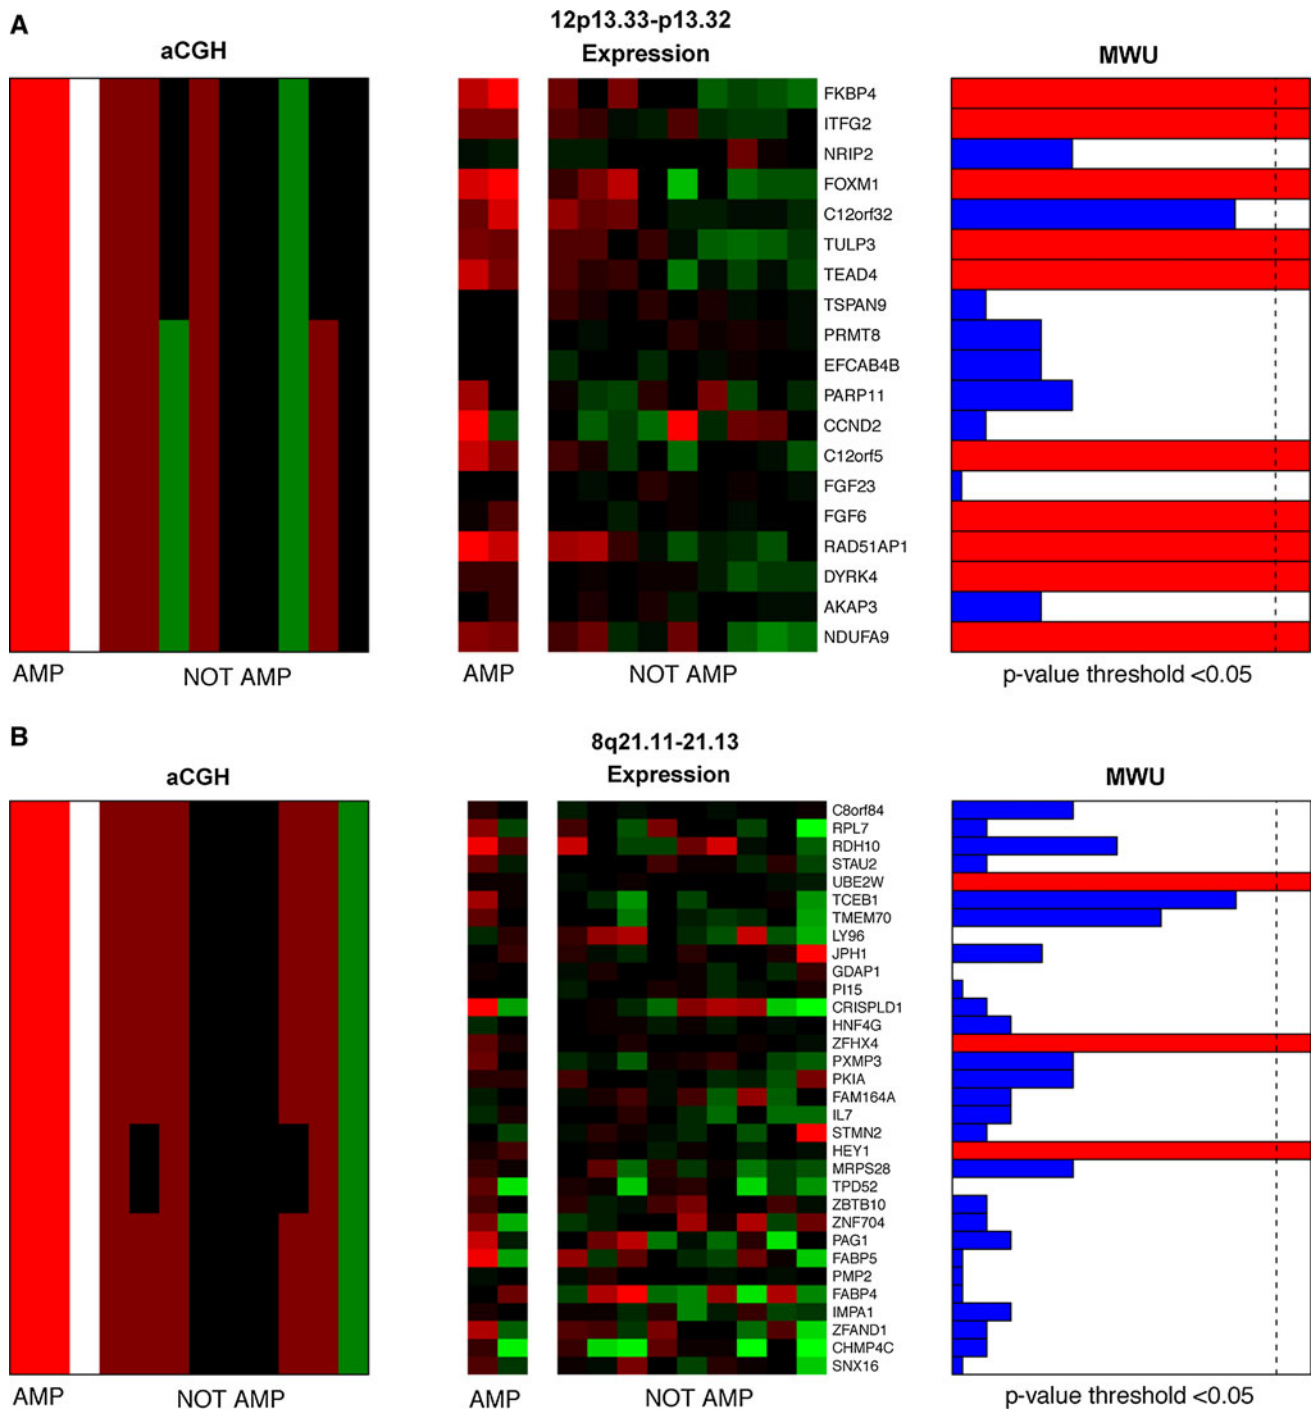 A
12p13.33-p13.32
aCGH
Expression
MWU
FKBP4
ITFG2
NRIP2
FOXM1
C12orf32
TULP3
TEAD4
TSPAN9
PRMT8
EFCAB4B
PARP11
CCND2
C12orf5
FGF23
FGF6
RAD51AP1
DYRK4
AKAP3
NDUFA9
AMP
NOT AMP
AMP
NOT AMP
p-value threshold <0.05
B
8q21.11-21.13
aCGH
Expression
MWU
C8orf84
RPL7
RDH10
STAU2
UBE2W
TCEB1
TMEM70
LY96
JPH1
GDAP1
PI15
CRISPLD1
HNF4G
ZFHX4
PXMP3
PKIA
FAM164A
IL7
STMN2
HEY1
MRPS28
TPD52
ZBTB10
ZNF704
PAG1
FABP5
PMP2
FABP4
IMPA1
ZFAND1
CHMP4C
SNX16
AMP
NOT AMP
AMP
NOT AMP
p-value threshold <0.05